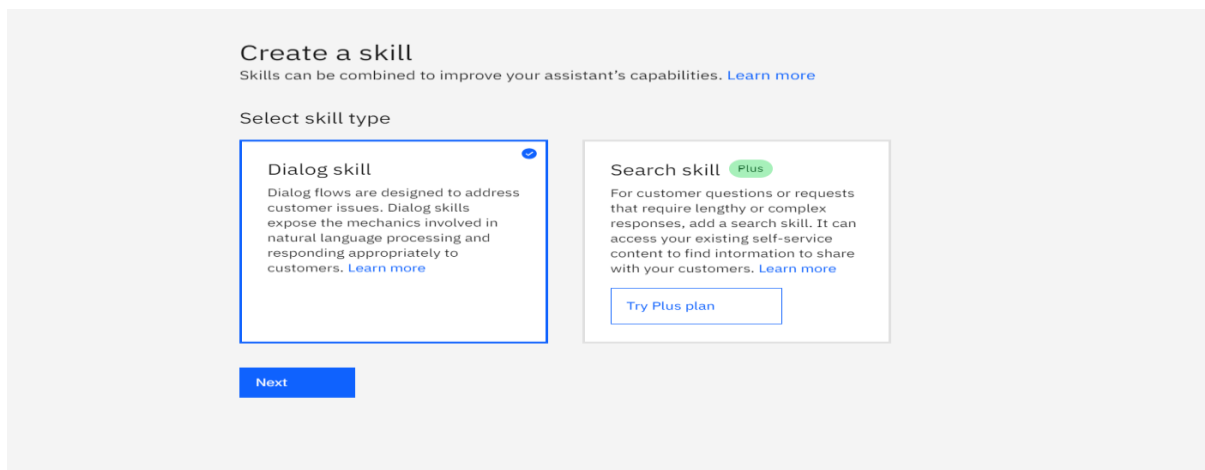 Create a skill
Skills can be combined to improve your assistant's capabilities. Learn more
Select skill type
Dialog skill
Dialog flows are designed to address
customer issues. Dialog skills
expose the mechanics involved in
natural language processing and
responding appropriately to
customers. Learn more
Search skill Plus
For customer questions or requests
that require lengthy or complex
responses, add a search skill. It can
access your existing self-service
content to find information to share
with your customers. Learn more
Try Plus plan
Next